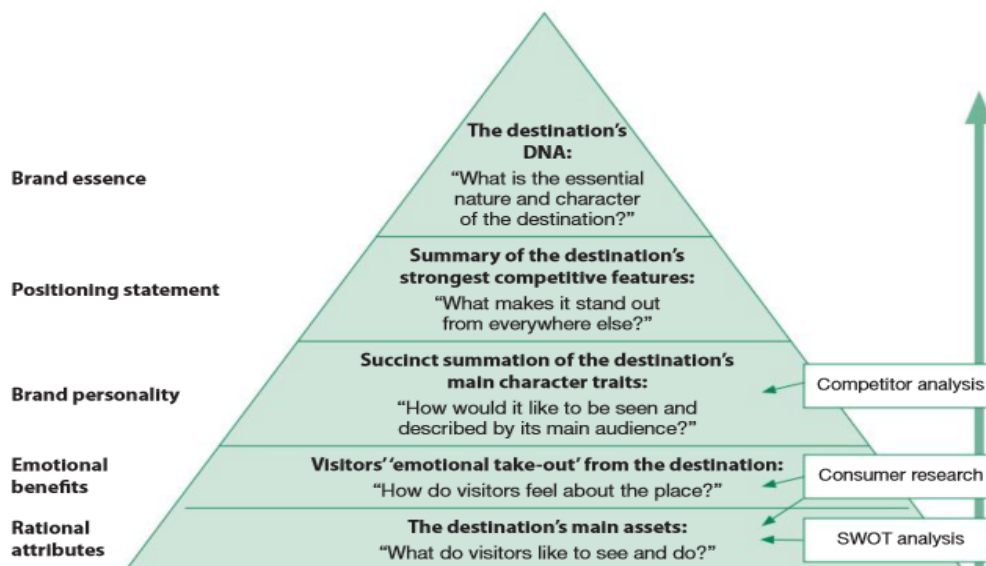 The destination's
DNA:
Brand essence
"What is the essential
nature and character
of the destination?"
Summary of the destination's
strongest competitive features:
Positioning statement
"What makes it stand out
from everywhere else?"
Succinct summation of the destination's
main character traits:
Brand personality
"How would it like to be seen and
described by its main audience?"
Competitor analysis
Emotional
benefits
Visitors' 'emotional take-out' from the destination:
"How do visitors feel about the place?"
Consumer research
Rational
attributes
The destination's main assets:
"What do visitors like to see and do?"
SWOT analysis